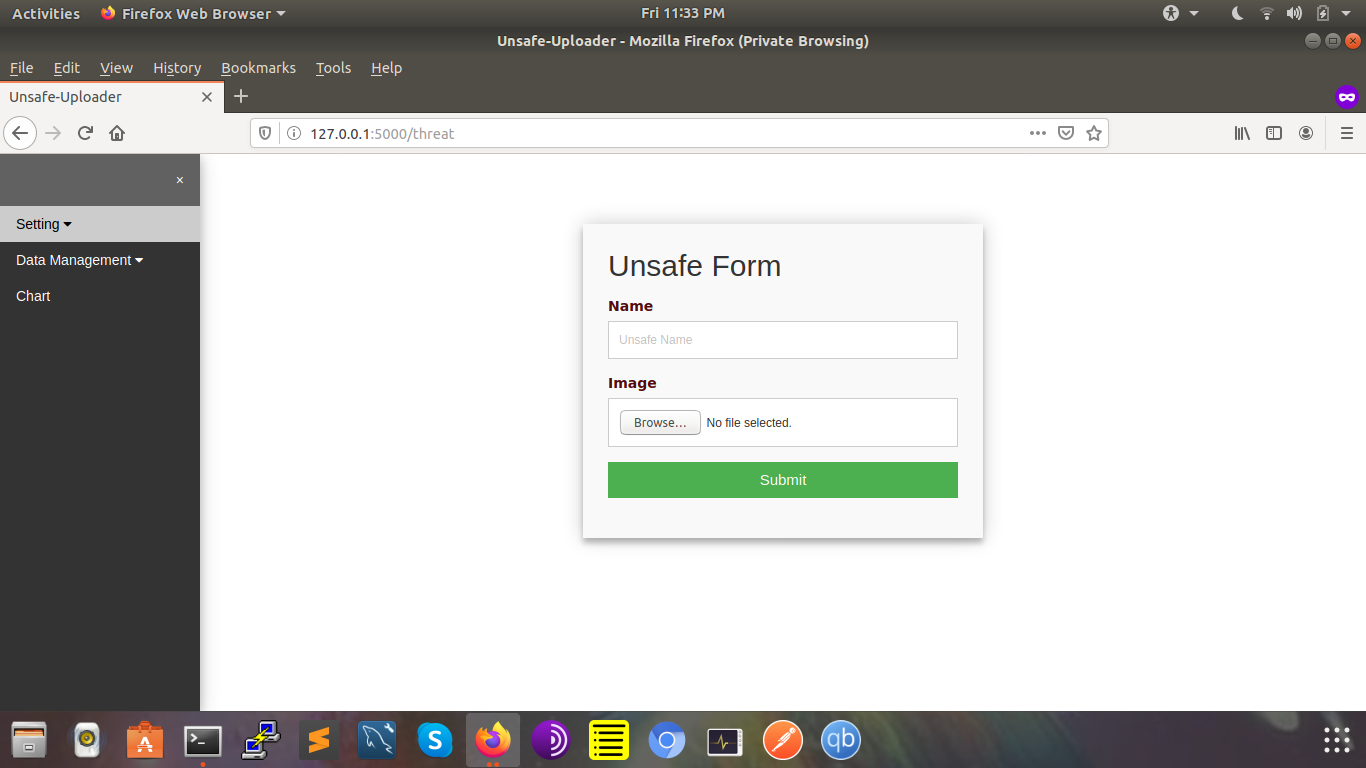 Activities Firefox Web Browser Fri 11:33 PM
Unsafe-Uploader - Mozilla Firefox (Private Browsing)
File Edit View History Bookmarks Tools Help
Unsafe-Uploader
127.0.0.1:5000/threat
×
Setting
Data Management
Chart
Unsafe Form
Name
Unsafe Name
Image
Browse... No file selected.
Submit
S
qb